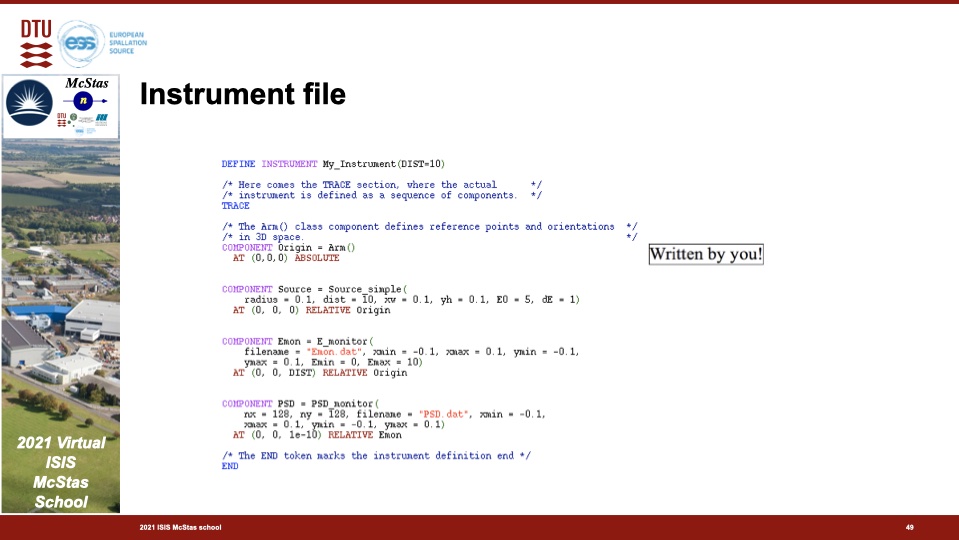 DTU
ess
EUROPEAN
SPALLATION
SOURCE
McStas
n
Instrument file
DEFINE INSTRUMENT My_Instrument(DIST=10)
/* Here comes the TRACE section, where the actual */
/* instrument is defined as a sequence of components. */
TRACE
/* The Arm() class component defines reference points and orientations */
/* in 3D space. */
COMPONENT Origin = Arm()
AT (0,0,0) ABSOLUTE
Written by you!
COMPONENT Source = Source_simple(
radius = 0.1, dist = 10, xw = 0.1, yh = 0.1, E0 = 5, dE = 1)
AT (0, 0, 0) RELATIVE Origin
COMPONENT Emon = E_monitor(
filename = "Emon.dat", xmin = -0.1, xmax = 0.1, ymin = -0.1,
ymax = 0.1, Emin = 0, Emax = 10)
AT (0, 0, DIST) RELATIVE Origin
COMPONENT PSD = PSD_monitor(
nx = 128, ny = 128, filename = "PSD.dat", xmin = -0.1,
xmax = 0.1, ymin = -0.1, ymax = 0.1)
AT (0, 0, 1e-10) RELATIVE Emon
/* The END token marks the instrument definition end */
END
2021 Virtual
ISIS
McStas
School
2021 ISIS McStas school
49